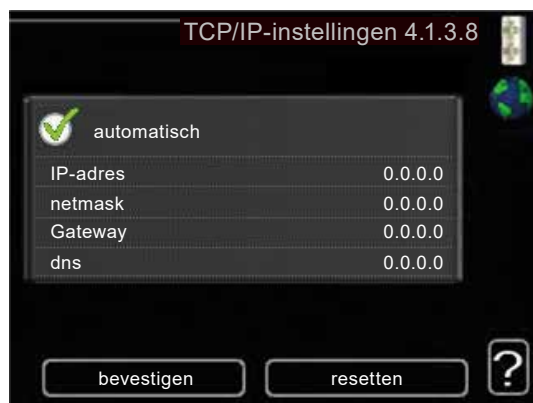 TCP/IP-instellingen 4.1.3.8
automatisch
IP-adres 0.0.0.0
netmask 0.0.0.0
Gateway 0.0.0.0
dns 0.0.0.0
bevestigen resetten ?